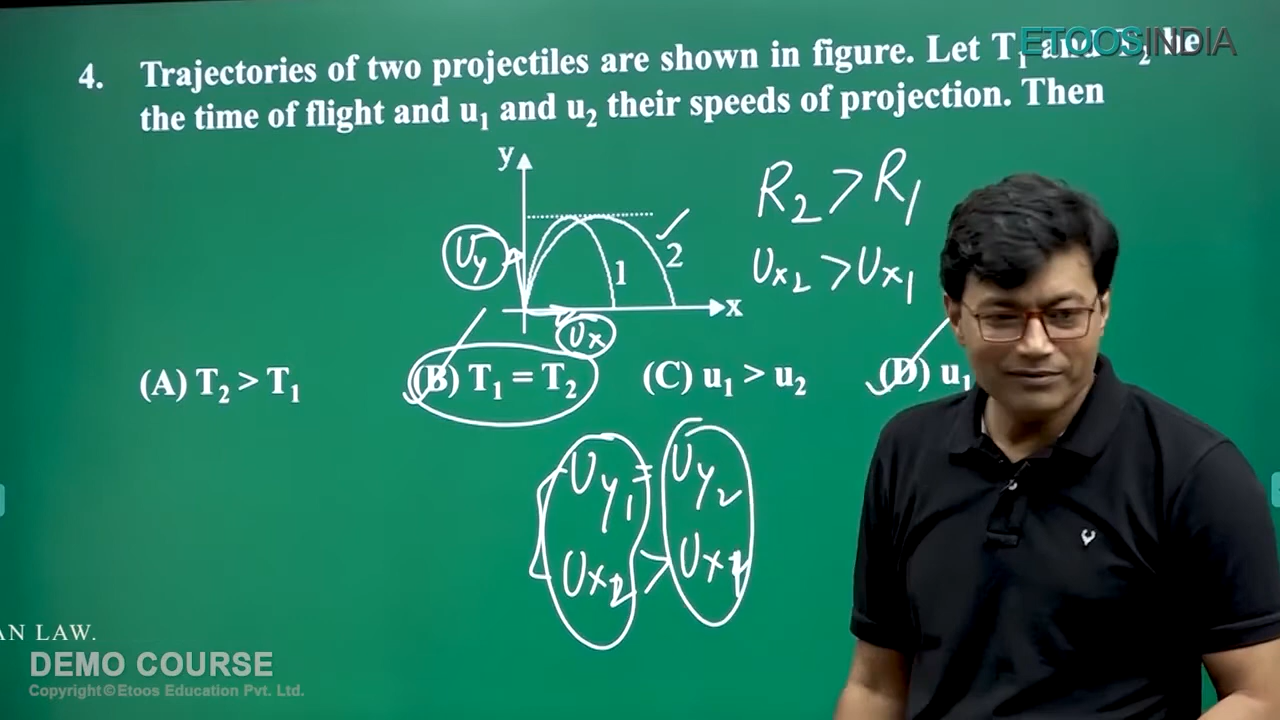 ETOOSINDIA
4. Trajectories of two projectiles are shown in figure. Let T₁ and be
the time of flight and u₁ and u₂ their speeds of projection. Then
y
R₂ > R₁
2
Uy
1
Ux₂ > Ux₁
x
Ux
(A) T₂ > T₁ (B) T₁ = T₂ (C) u₁ > u₂ (D) u₁
Uy₁ = Uy₂
Ux₂ > Ux₁
AN LAW.
DEMO COURSE
Copyright © Etoos Education Pvt. Ltd.